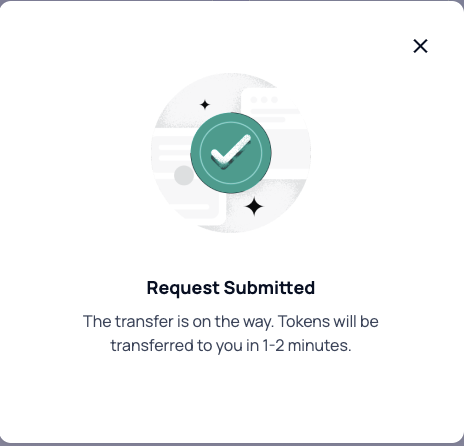 Request Submitted
The transfer is on the way. Tokens will be
transferred to you in 1-2 minutes.